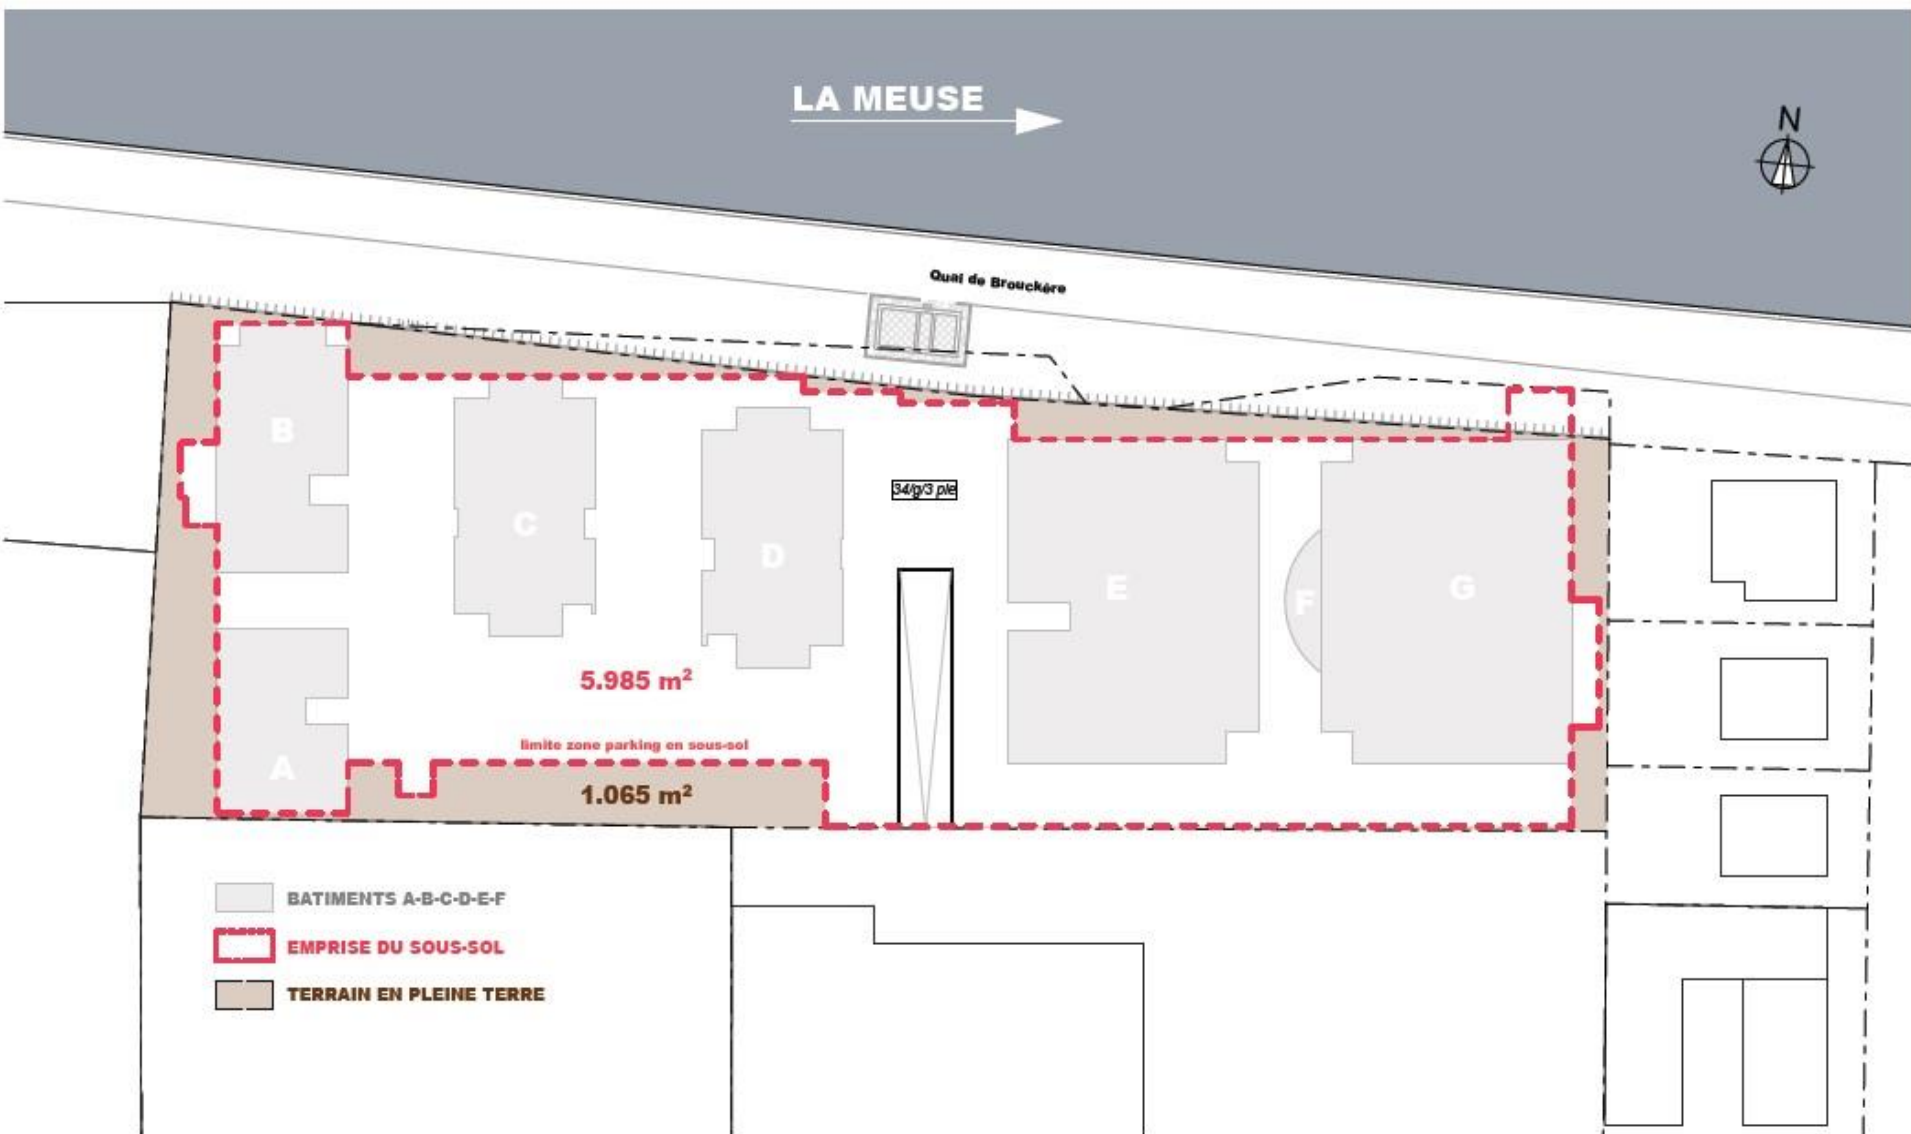 LA MEUSE
N
Quai de Brouckère
B
34/g/3 pie
C
D
E
F
G
5.985 m²
limite zone parking en sous-sol
A
1.065 m²
BATIMENTS A-B-C-D-E-F
EMPRISE DU SOUS-SOL
TERRAIN EN PLEINE TERRE